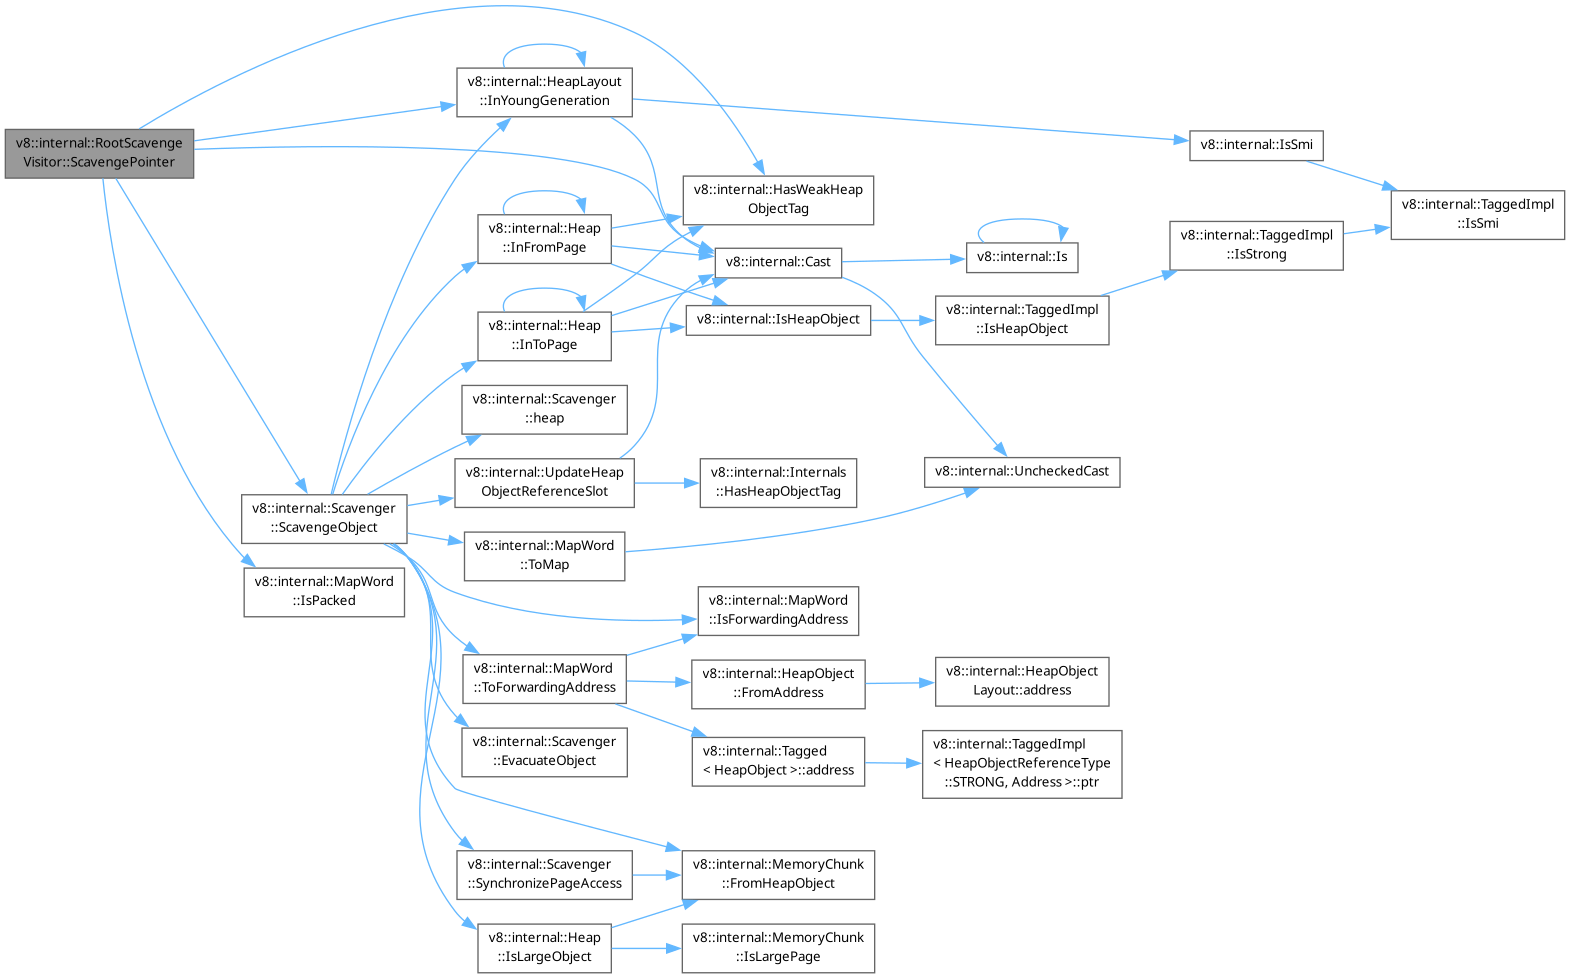 v8::internal::RootScavenge
Visitor::ScavengePointer
v8::internal::HeapLayout
::InYoungGeneration
v8::internal::IsSmi
v8::internal::TaggedImpl
::IsSmi
v8::internal::HasWeakHeap
ObjectTag
v8::internal::Heap
::InFromPage
v8::internal::Cast
v8::internal::Is
v8::internal::TaggedImpl
::IsStrong
v8::internal::Heap
::InToPage
v8::internal::IsHeapObject
v8::internal::TaggedImpl
::IsHeapObject
v8::internal::Scavenger
::heap
v8::internal::UpdateHeap
ObjectReferenceSlot
v8::internal::Internals
::HasHeapObjectTag
v8::internal::UncheckedCast
v8::internal::Scavenger
::ScavengeObject
v8::internal::MapWord
::ToMap
v8::internal::MapWord
::IsPacked
v8::internal::MapWord
::IsForwardingAddress
v8::internal::MapWord
::ToForwardingAddress
v8::internal::HeapObject
::FromAddress
v8::internal::HeapObject
Layout::address
v8::internal::Scavenger
::EvacuateObject
v8::internal::Tagged
< HeapObject >::address
v8::internal::TaggedImpl
< HeapObjectReferenceType
::STRONG, Address >::ptr
v8::internal::Scavenger
::SynchronizePageAccess
v8::internal::MemoryChunk
::FromHeapObject
v8::internal::Heap
::IsLargeObject
v8::internal::MemoryChunk
::IsLargePage